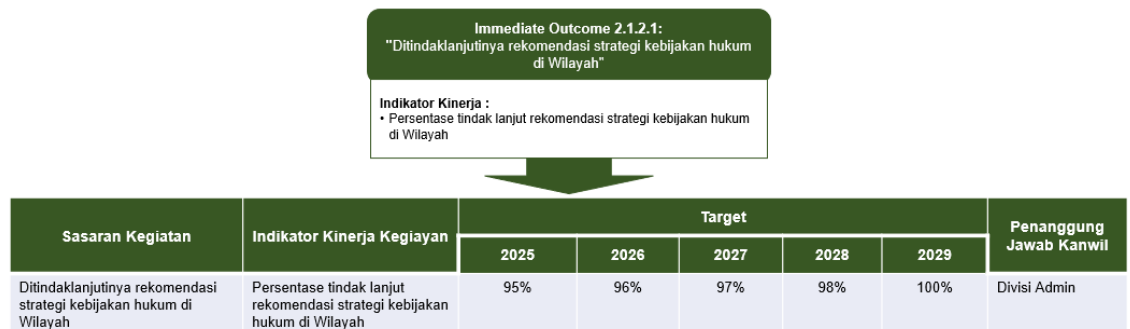 Immediate Outcome 2.1.2.1:
"Ditindaklanjutinya rekomendasi strategi kebijakan hukum
di Wilayah"
Indikator Kinerja :
• Persentase tindak lanjut rekomendasi strategi kebijakan hukum
di Wilayah
Sasaran Kegiatan
Indikator Kinerja Kegiayan
Target
Penanggung
Jawab Kanwil
2025
2026
2027
2028
2029
Ditindaklanjutinya rekomendasi
strategi kebijakan hukum di
Wilayah
Persentase tindak lanjut
rekomendasi strategi kebijakan
hukum di Wilayah
95%
96%
97%
98%
100%
Divisi Admin